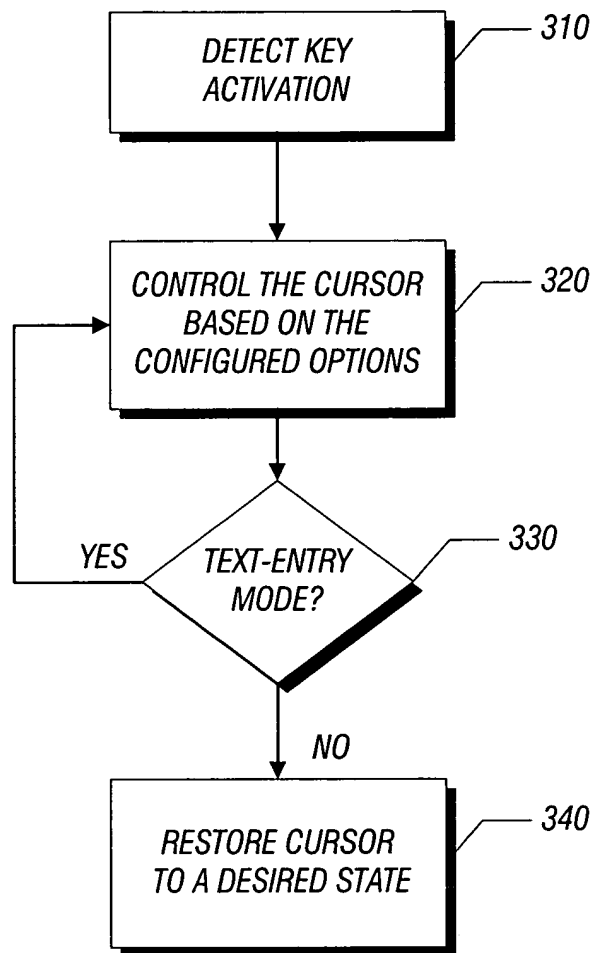 DETECT KEY
ACTIVATION
310
CONTROL THE CURSOR
BASED ON THE
CONFIGURED OPTIONS
320
YES
TEXT-ENTRY
MODE?
330
NO
RESTORE CURSOR
TO A DESIRED STATE
340